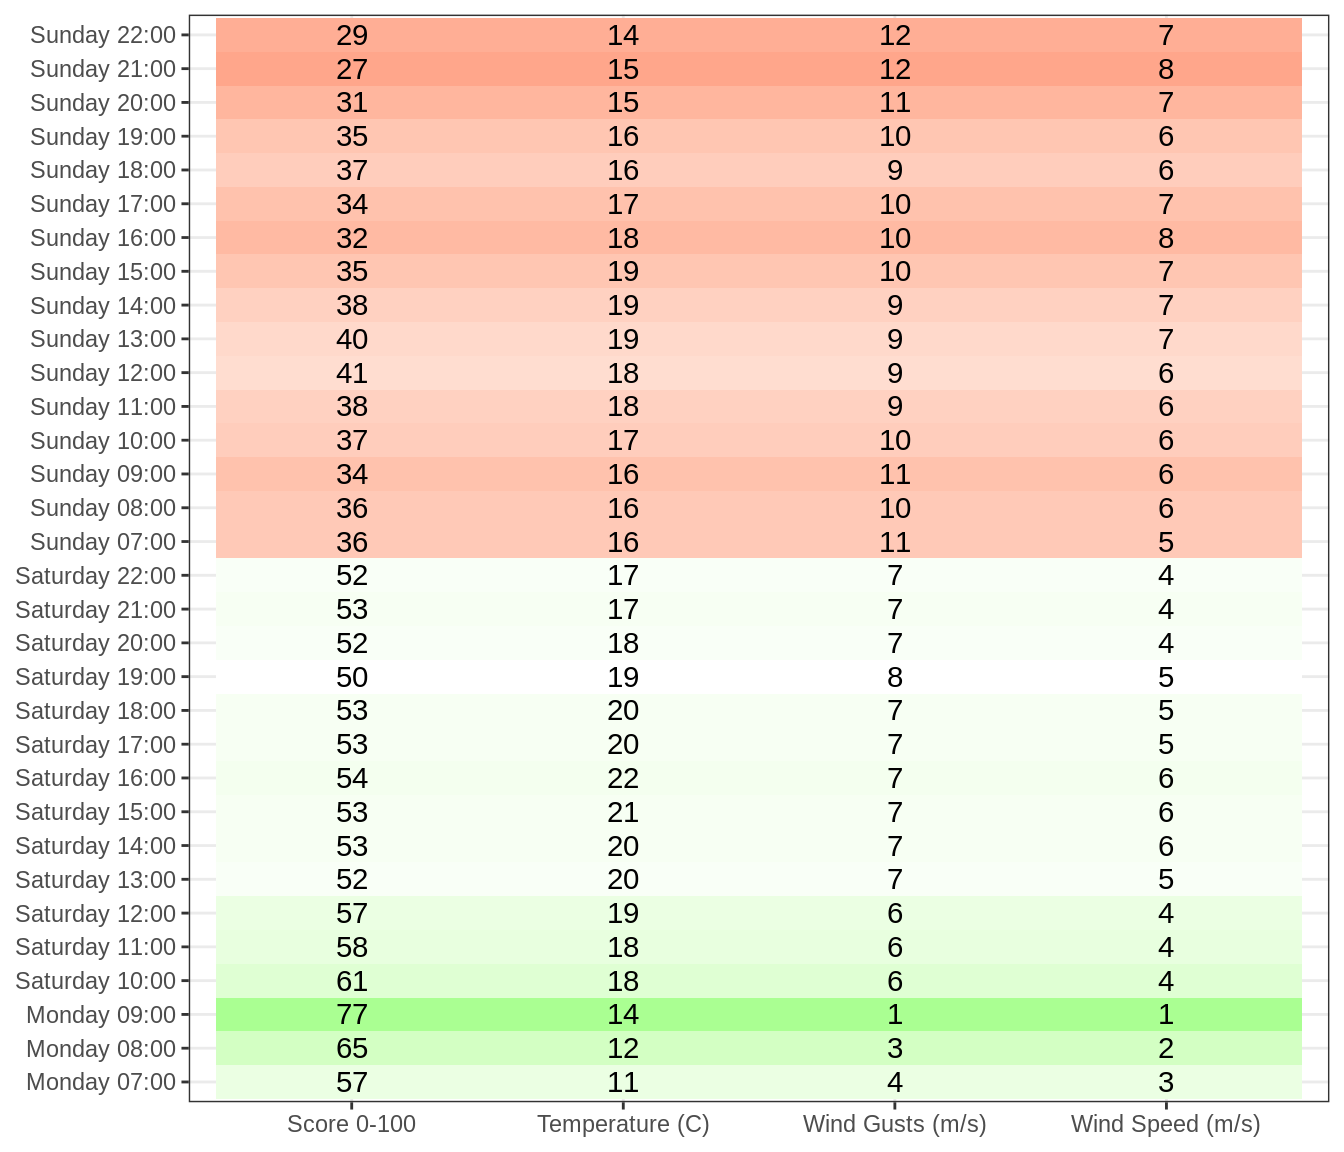 Sunday 22:00 29 14 12 7
Sunday 21:00 27 15 12 8
Sunday 20:00 31 15 11 7
Sunday 19:00 35 16 10 6
Sunday 18:00 37 16 9 6
Sunday 17:00 34 17 10 7
Sunday 16:00 32 18 10 8
Sunday 15:00 35 19 10 7
Sunday 14:00 38 19 9 7
Sunday 13:00 40 19 9 7
Sunday 12:00 41 18 9 6
Sunday 11:00 38 18 9 6
Sunday 10:00 37 17 10 6
Sunday 09:00 34 16 11 6
Sunday 08:00 36 16 10 6
Sunday 07:00 36 16 11 5
Saturday 22:00 52 17 7 4
Saturday 21:00 53 17 7 4
Saturday 20:00 52 18 7 4
Saturday 19:00 50 19 8 5
Saturday 18:00 53 20 7 5
Saturday 17:00 53 20 7 5
Saturday 16:00 54 22 7 6
Saturday 15:00 53 21 7 6
Saturday 14:00 53 20 7 6
Saturday 13:00 52 20 7 5
Saturday 12:00 57 19 6 4
Saturday 11:00 58 18 6 4
Saturday 10:00 61 18 6 4
Monday 09:00 77 14 1 1
Monday 08:00 65 12 3 2
Monday 07:00 57 11 4 3
Score 0-100 Temperature (C) Wind Gusts (m/s) Wind Speed (m/s)